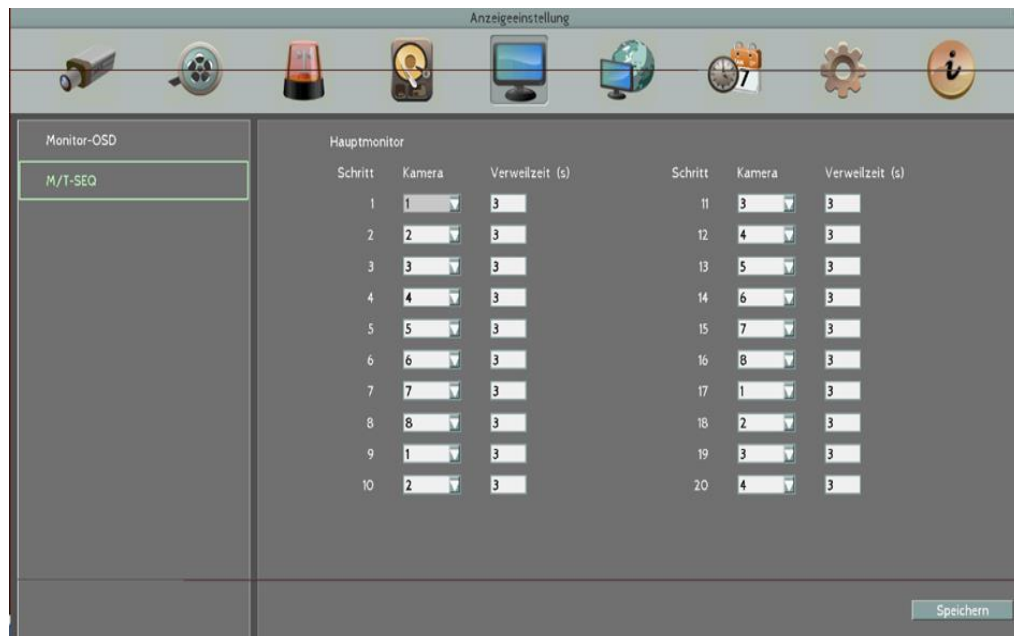 Anzeigeeinstellung
7
i
Monitor-OSD
M/T-SEQ
Hauptmonitor
Schritt Kamera Verweilzeit (s) Schritt Kamera Verweilzeit (s)
1 1 3 11 3 3
2 2 3 12 4 3
3 3 3 13 5 3
4 4 3 14 6 3
5 5 3 15 7 3
6 6 3 16 8 3
7 7 3 17 1 3
8 8 3 18 2 3
9 1 3 19 3 3
10 2 3 20 4 3
Speichern